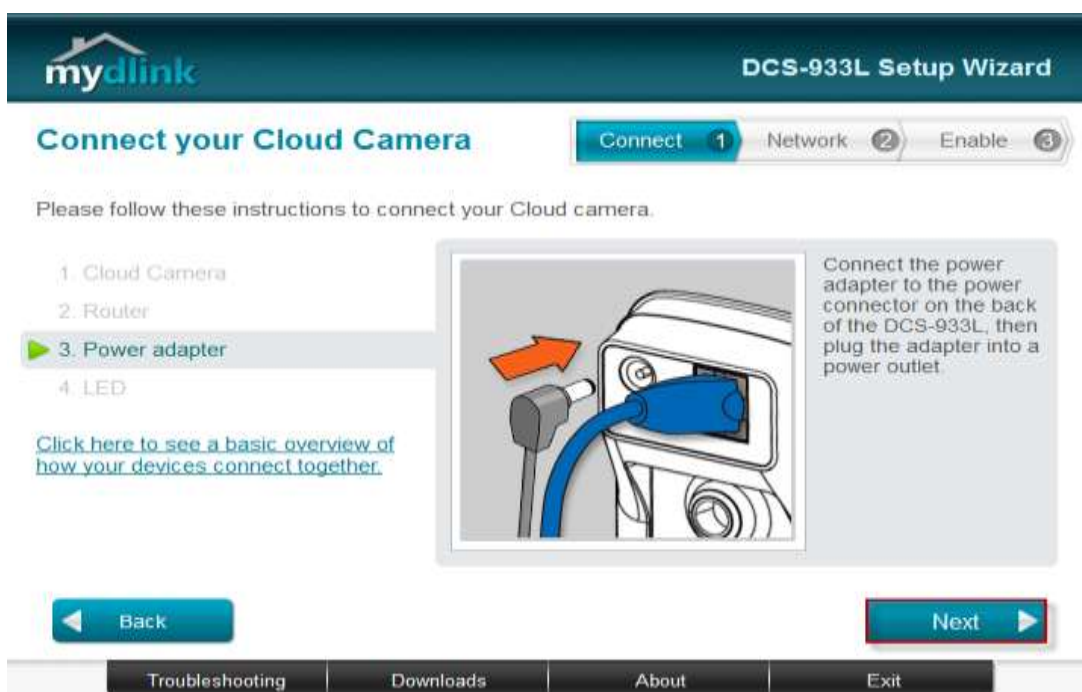 mydlink
DCS-933L Setup Wizard
Connect your Cloud Camera
Connect 1 Network 2 Enable 3
Please follow these instructions to connect your Cloud camera.
1. Cloud Camera
2. Router
3. Power adapter
4. LED
Click here to see a basic overview of
how your devices connect together.
Connect the power
adapter to the power
connector on the back
of the DCS-933L, then
plug the adapter into a
power outlet.
Back
Next
Troubleshooting Downloads About Exit